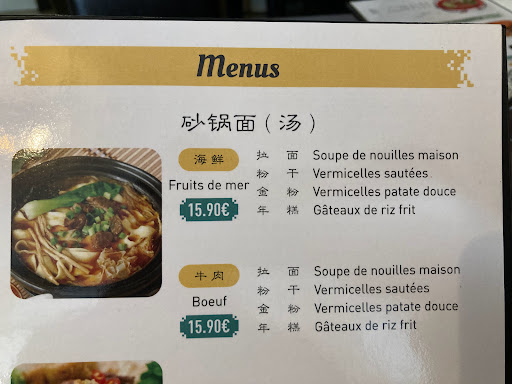 Menus
砂锅面(汤)
海鲜
Fruits de mer
15.90€
拉 面 Soupe de nouilles maison
粉 干 Vermicelles sautées
金 粉 Vermicelles patate douce
年 糕 Gâteaux de riz frit
牛肉
Boeuf
15.90€
拉 面 Soupe de nouilles maison
粉 干 Vermicelles sautées
金 粉 Vermicelles patate douce
年 糕 Gâteaux de riz frit